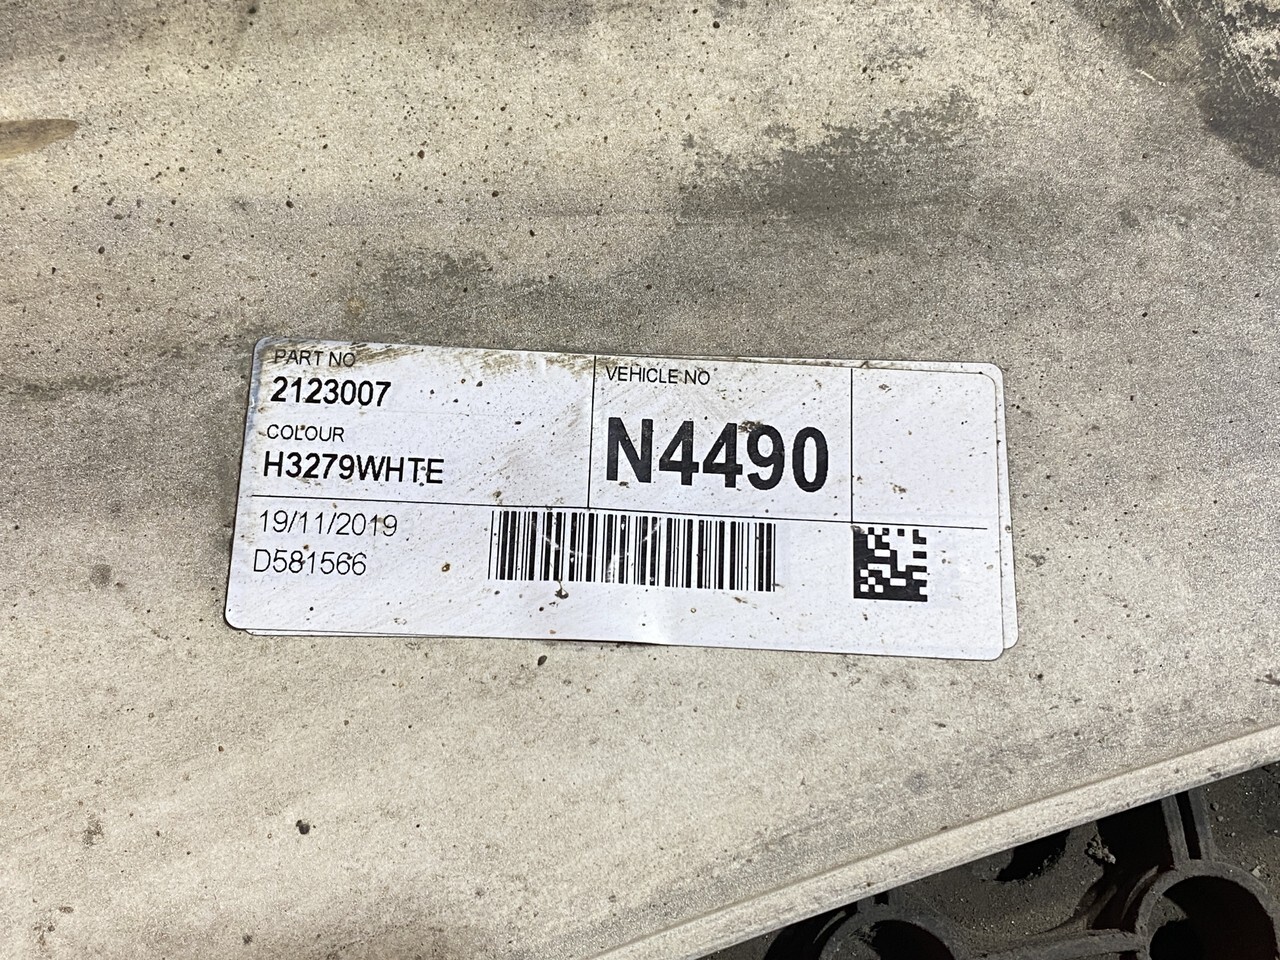 PART NO
2123007
COLOUR
H3279WHTE
VEHICLE NO
N4490
19/11/2019
D581566